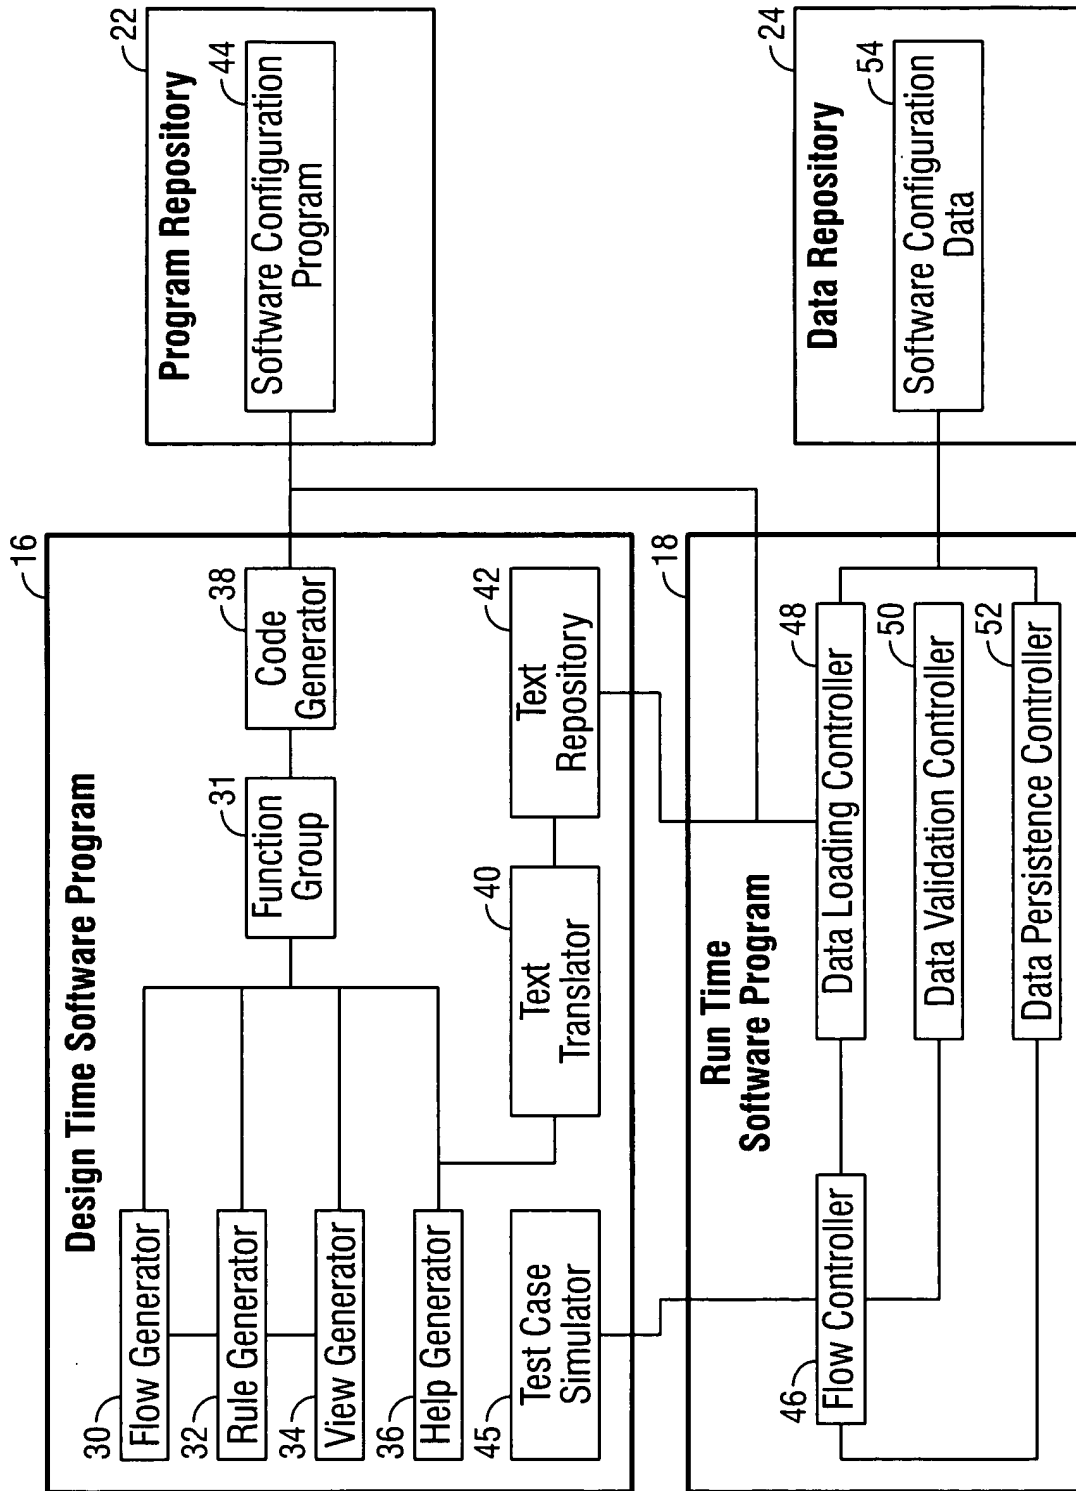 Design Time Software Program
16
30
Flow Generator
32
Rule Generator
34
View Generator
36
Help Generator
31
Function
Group
38
Code
Generator
45
Test Case
Simulator
40
Text
Translator
42
Text
Repository
Program Repository
22
44
Software Configuration
Program
Run Time
Software Program
18
46
Flow Controller
48
Data Loading Controller
50
Data Validation Controller
52
Data Persistence Controller
Data Repository
24
54
Software Configuration
Data